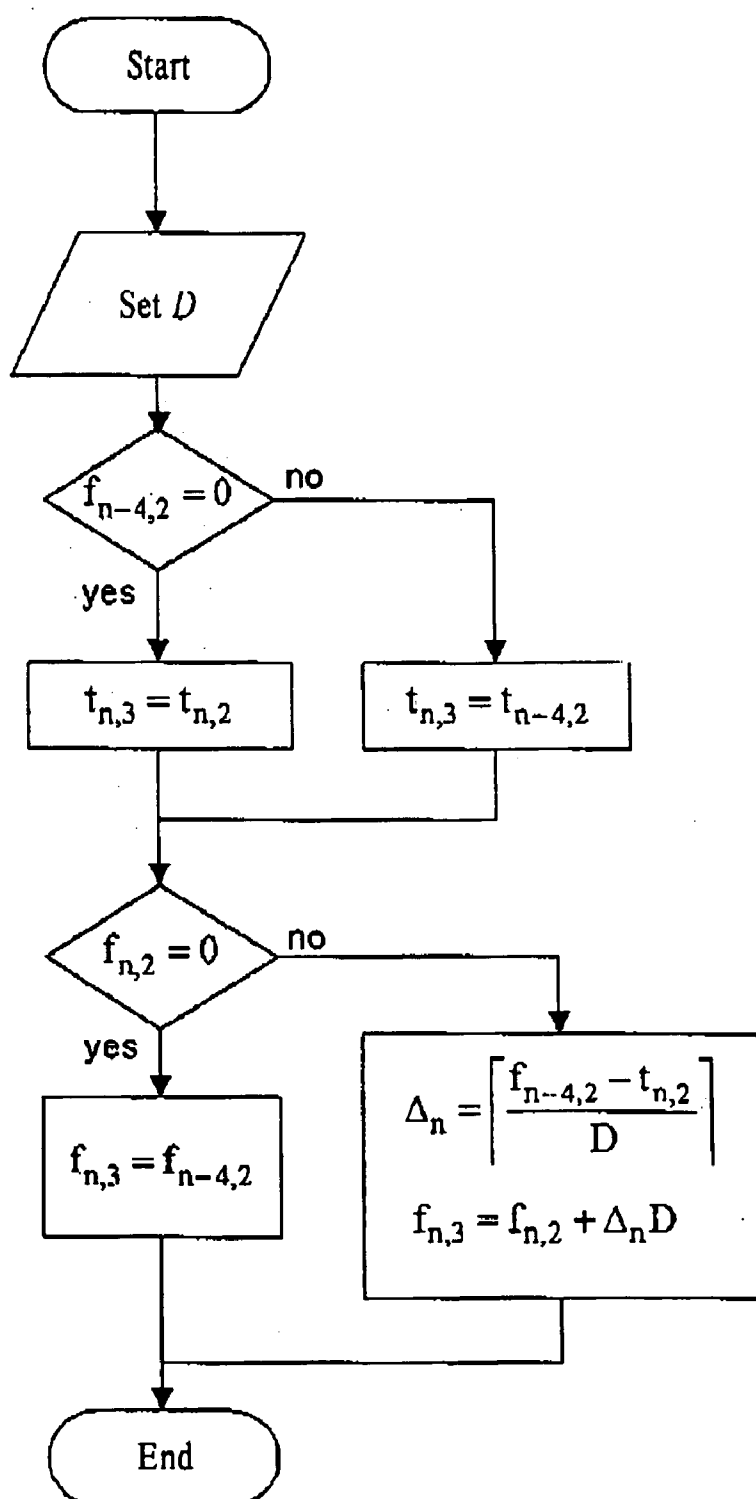 Start
Set D
f_{n-4,2} = 0
no
yes
t_{n,3} = t_{n,2}
t_{n,3} = t_{n-4,2}
f_{n,2} = 0
no
yes
f_{n,3} = f_{n-4,2}
Δ_n = ⌈(f_{n-4,2} − t_{n,2}) / D⌉
f_{n,3} = f_{n,2} + Δ_n D
End